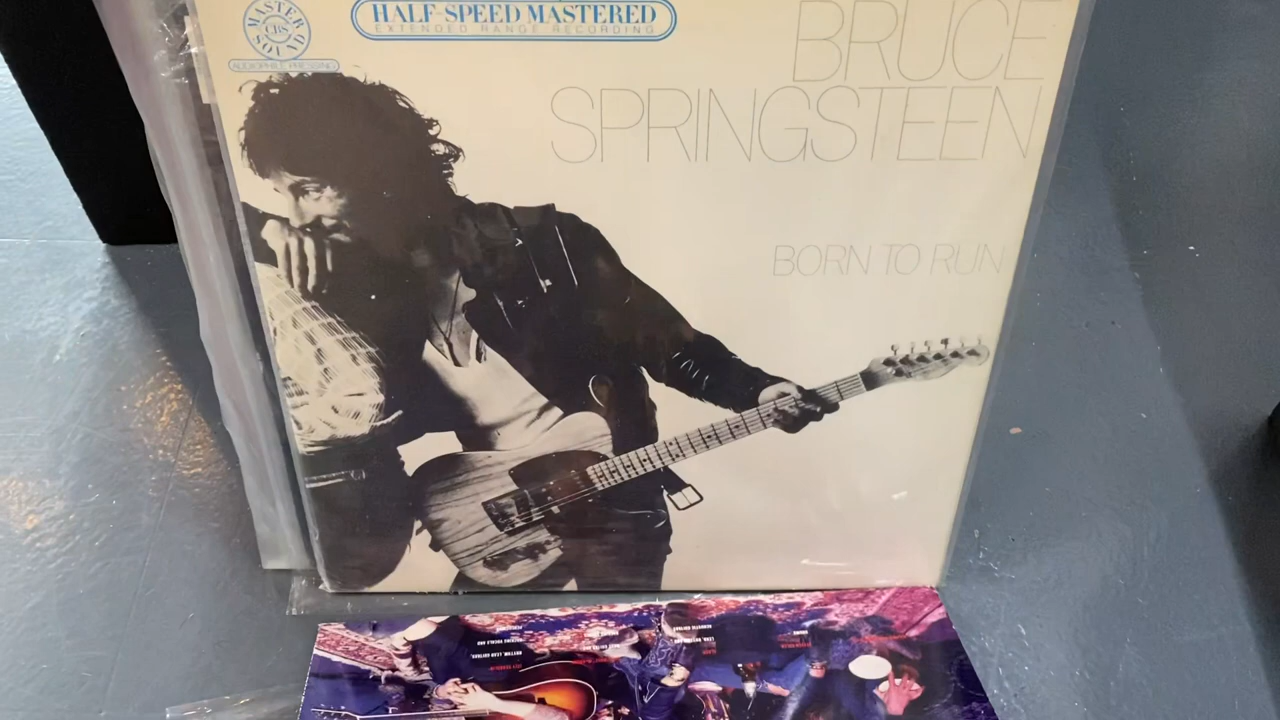 MASTER
CBS
SOUND
AUDIOPHILE PRESSING
HALF-SPEED MASTERED
EXTENDED RANGE RECORDING
BRUCE
SPRINGSTEEN
BORN TO RUN